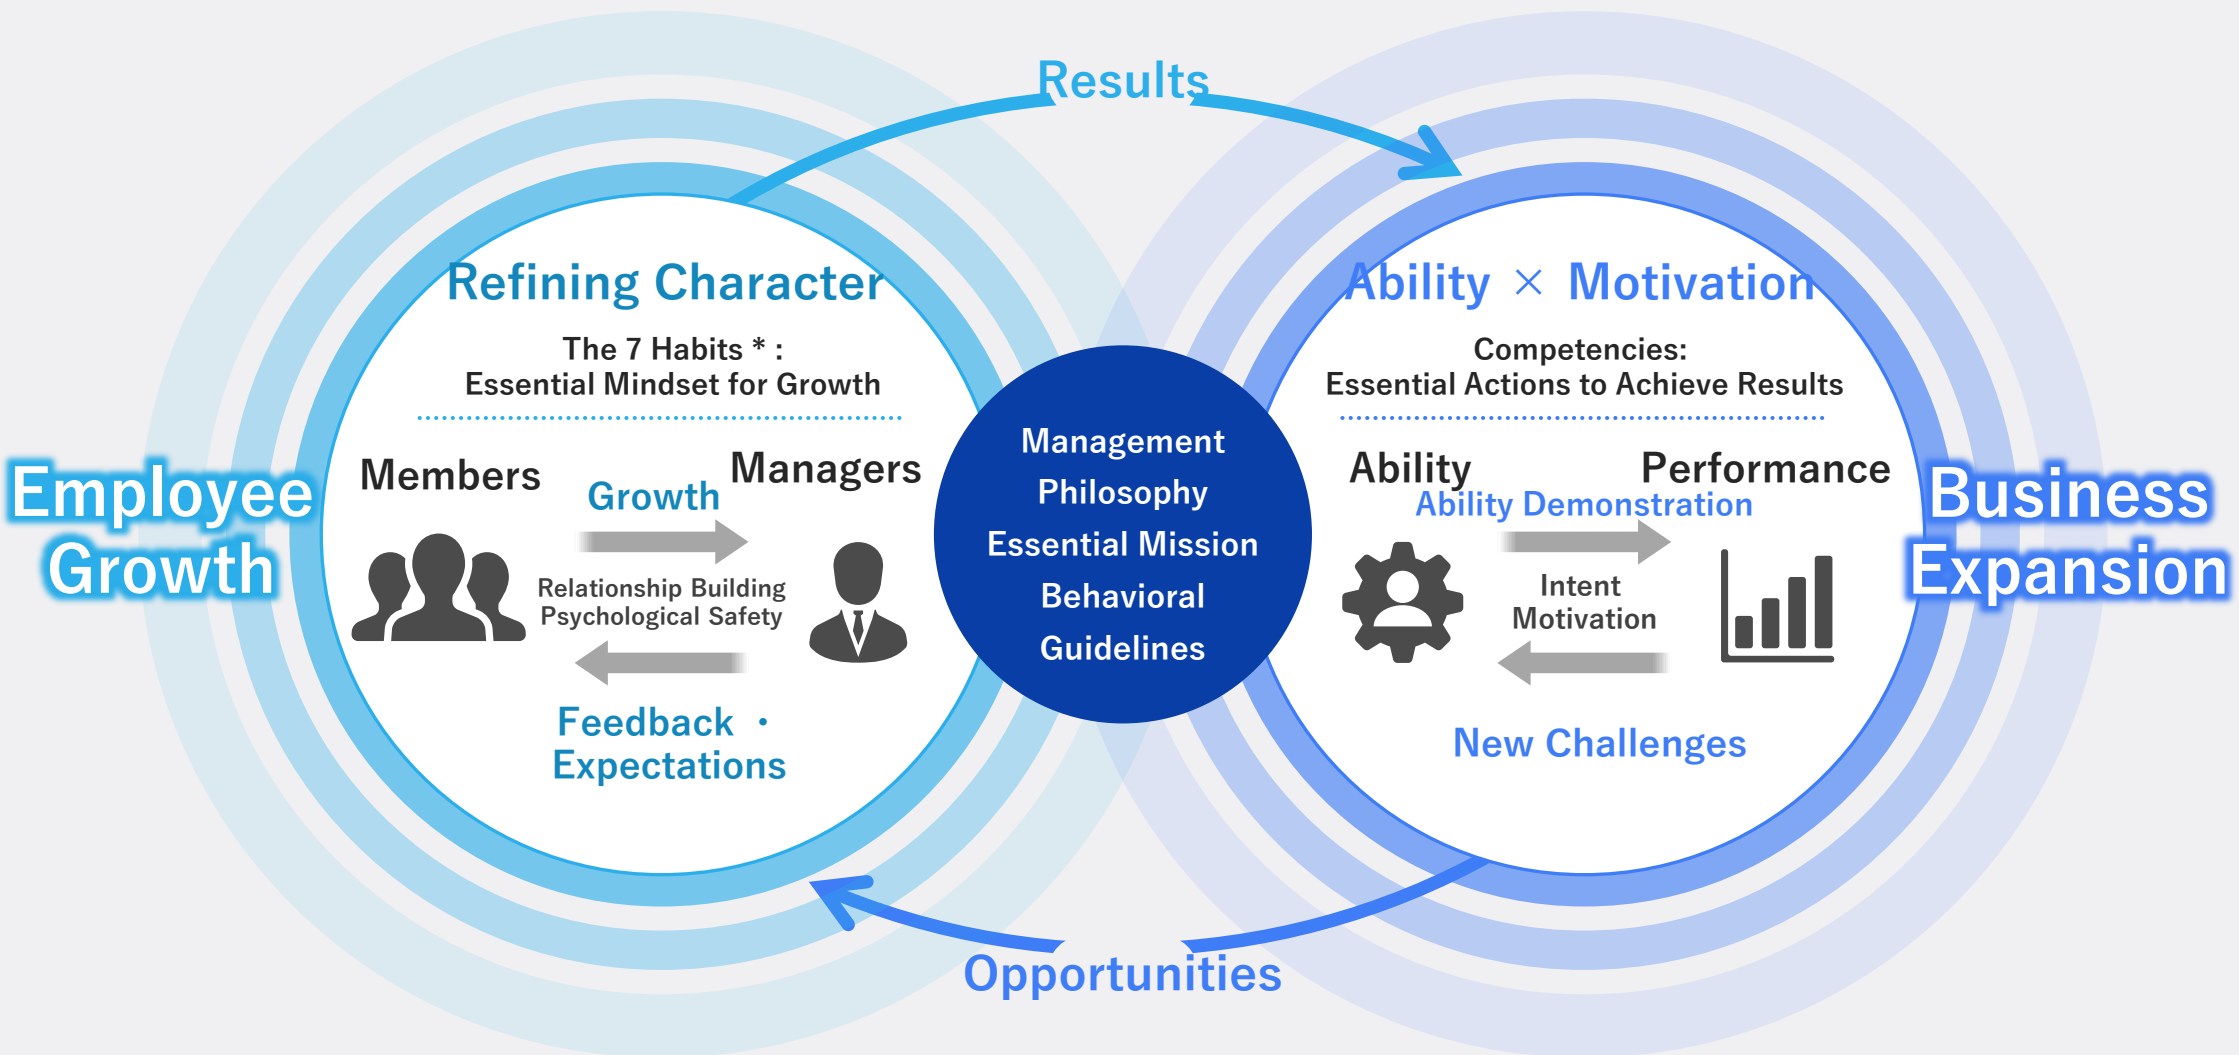 Results
Refining Character
The 7 Habits * :
Essential Mindset for Growth
Members
Managers
Growth
Relationship Building
Psychological Safety
Feedback ・
Expectations
Employee
Growth
Management
Philosophy
Essential Mission
Behavioral
Guidelines
Ability × Motivation
Competencies:
Essential Actions to Achieve Results
Ability
Performance
Ability Demonstration
Intent
Motivation
New Challenges
Business
Expansion
Opportunities